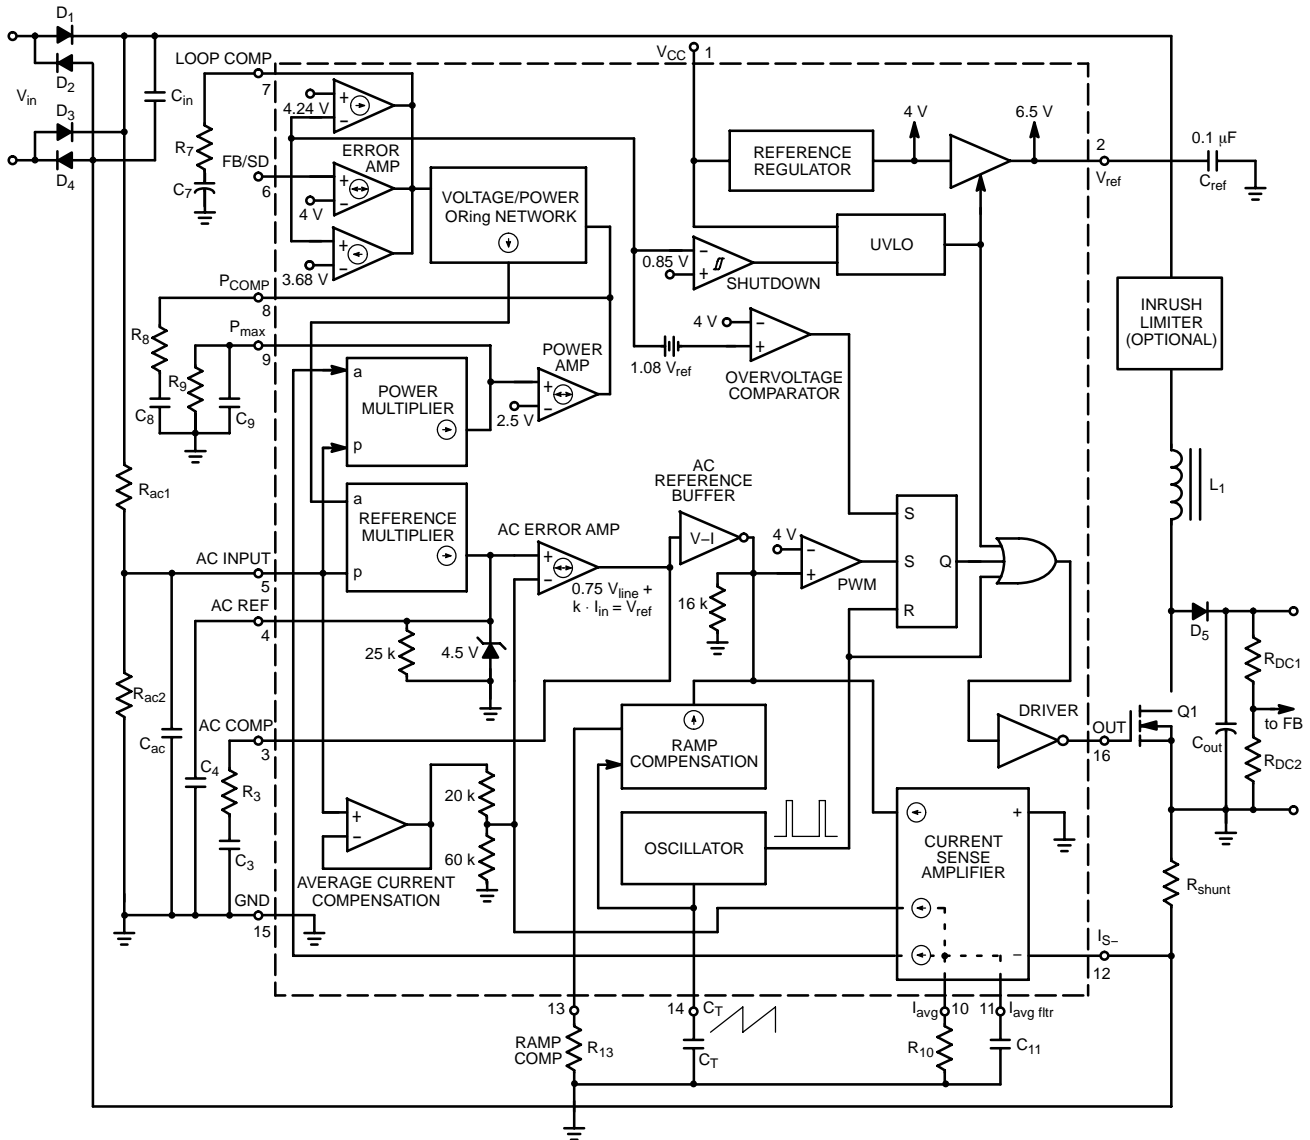 D1
D2
Vin
D3
D4
Cin
LOOP COMP
7
R7
C7
FB/SD
6
4.24 V
+
−
ERROR
AMP
+
−
4 V
+
−
3.68 V
VOLTAGE/POWER
ORing NETWORK
VCC
1
REFERENCE
REGULATOR
4 V
6.5 V
2
Vref
0.1 µF
Cref
UVLO
0.85 V
−
+
SHUTDOWN
4 V
−
+
1.08 Vref
OVERVOLTAGE
COMPARATOR
INRUSH
LIMITER
(OPTIONAL)
PCOMP
8
R8
C8
Pmax
9
R9
C9
a
POWER
MULTIPLIER
p
POWER
AMP
+
−
2.5 V
Rac1
a
REFERENCE
MULTIPLIER
p
AC ERROR AMP
+
−
0.75 Vline +
k · Iin = Vref
AC
REFERENCE
BUFFER
V–I
4 V
−
+
PWM
16 k
S
S
Q
R
L1
AC INPUT
5
AC REF
4
25 k
4.5 V
Rac2
Cac
C4
AC COMP
3
R3
C3
GND
15
+
−
AVERAGE CURRENT
COMPENSATION
20 k
60 k
RAMP
COMPENSATION
OSCILLATOR
DRIVER
OUT
16
Q1
D5
Cout
RDC1
to FB
RDC2
+
CURRENT
SENSE
AMPLIFIER
−
IS–
12
Rshunt
13
RAMP
COMP
R13
14
CT
CT
Iavg
10
R10
11
Iavg fltr
C11